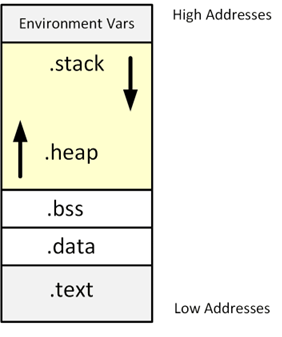 Environment Vars
High Addresses
.stack
.heap
.bss
.data
.text
Low Addresses